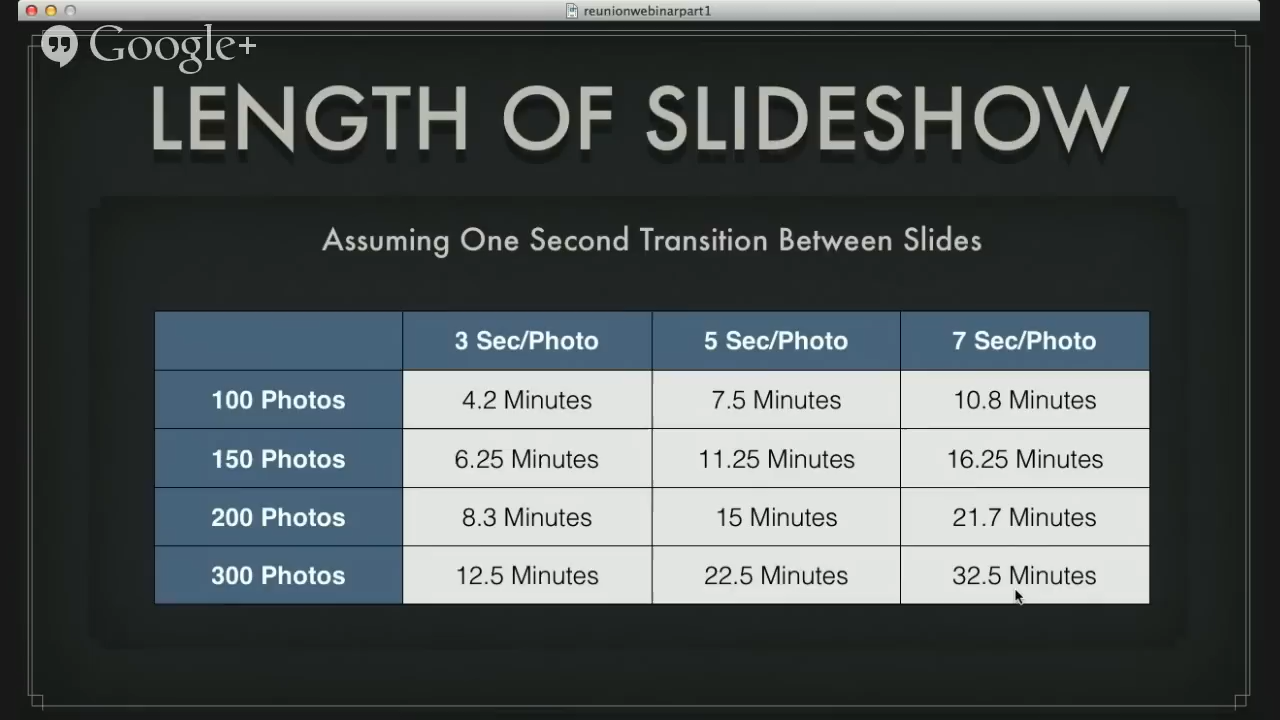 reunionwebinarpart1
Google+
LENGTH OF SLIDESHOW
Assuming One Second Transition Between Slides
3 Sec/Photo 5 Sec/Photo 7 Sec/Photo
100 Photos 4.2 Minutes 7.5 Minutes 10.8 Minutes
150 Photos 6.25 Minutes 11.25 Minutes 16.25 Minutes
200 Photos 8.3 Minutes 15 Minutes 21.7 Minutes
300 Photos 12.5 Minutes 22.5 Minutes 32.5 Minutes